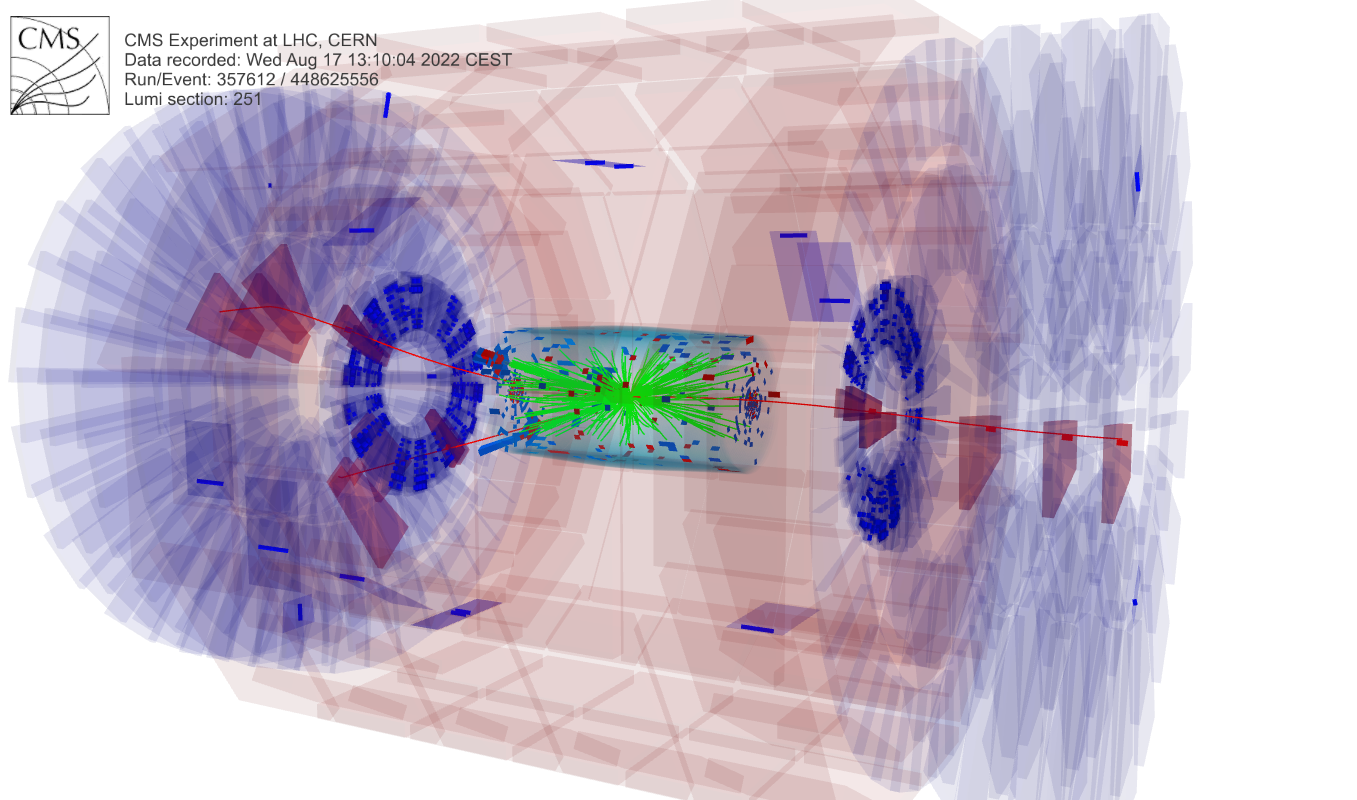 CMS
CMS Experiment at LHC, CERN
Data recorded: Wed Aug 17 13:10:04 2022 CEST
Run/Event: 357612 / 448625556
Lumi section: 251